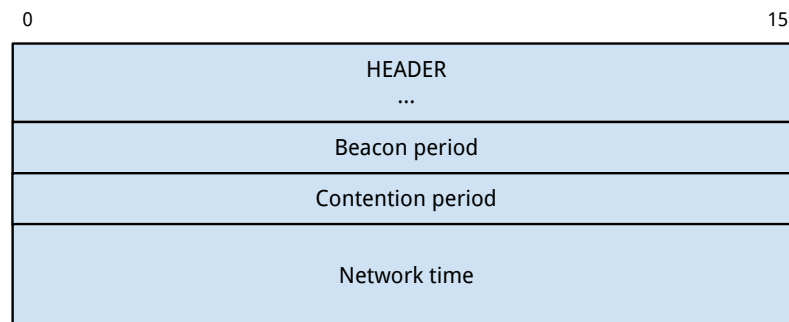 0 15
HEADER
...
Beacon period
Contention period
Network time